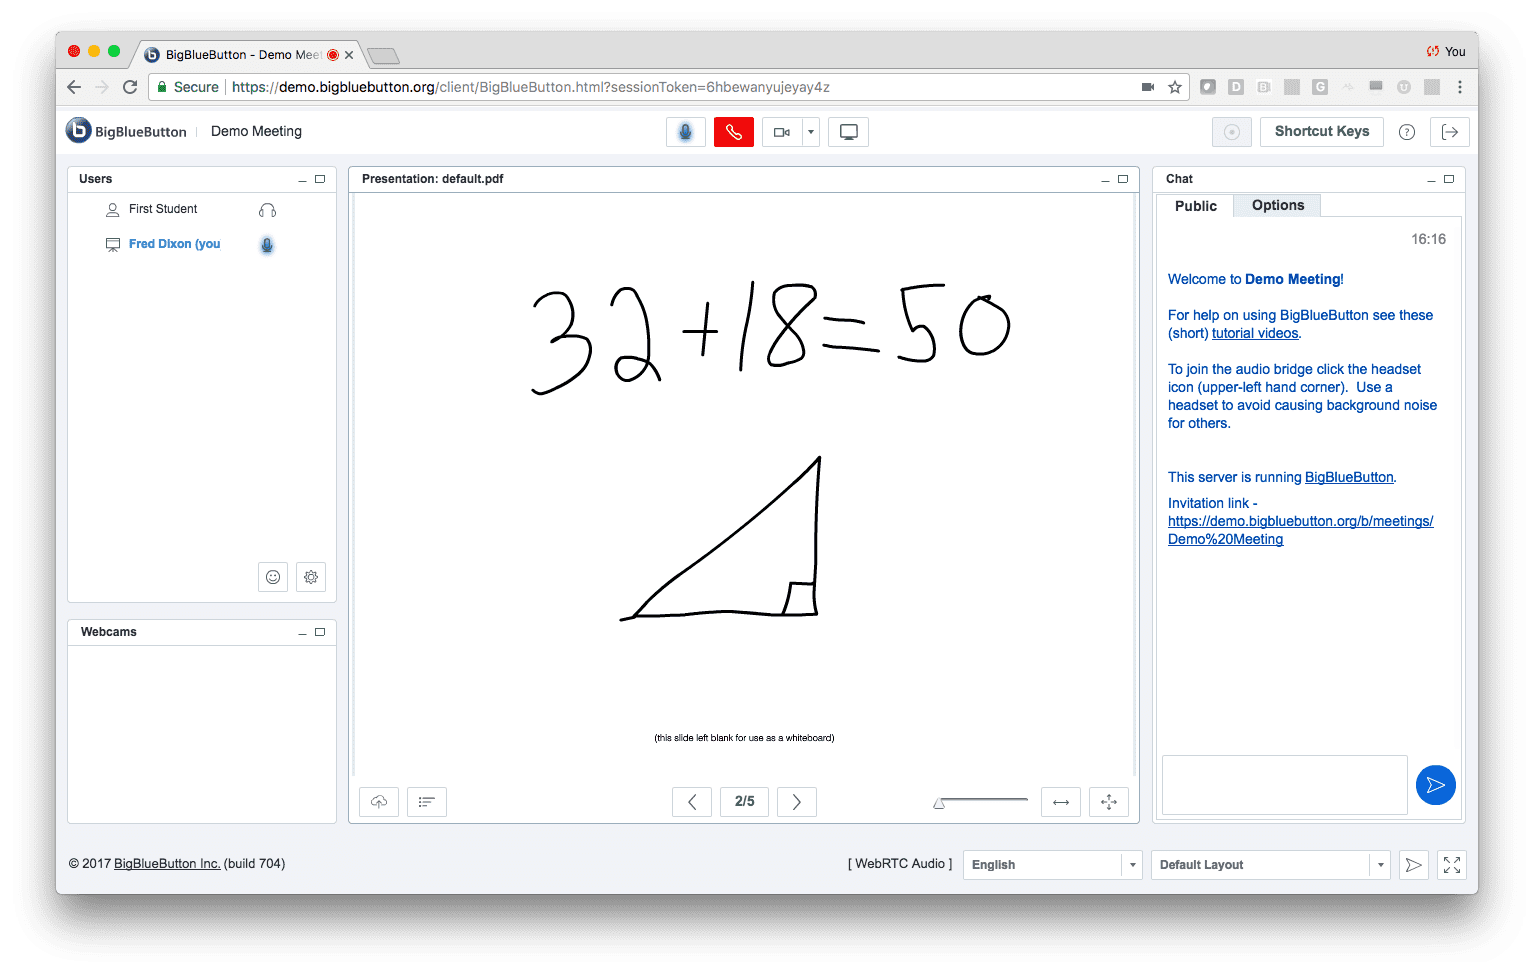 BigBlueButton - Demo Meet
You
Secure
https://demo.bigbluebutton.org/client/BigBlueButton.html?sessionToken=6hbewanyujeyay4z
BigBlueButton
Demo Meeting
Shortcut Keys
Users
First Student
Fred Dixon (you
Webcams
Presentation: default.pdf
32+18=50
(this slide left blank for use as a whiteboard)
2/5
Chat
Public
Options
16:16
Welcome to Demo Meeting!
For help on using BigBlueButton see these
(short) tutorial videos.
To join the audio bridge click the headset
icon (upper-left hand corner).  Use a
headset to avoid causing background noise
for others.
This server is running BigBlueButton.
Invitation link -
https://demo.bigbluebutton.org/b/meetings/
Demo%20Meeting
© 2017 BigBlueButton Inc. (build 704)
[ WebRTC Audio ]
English
Default Layout